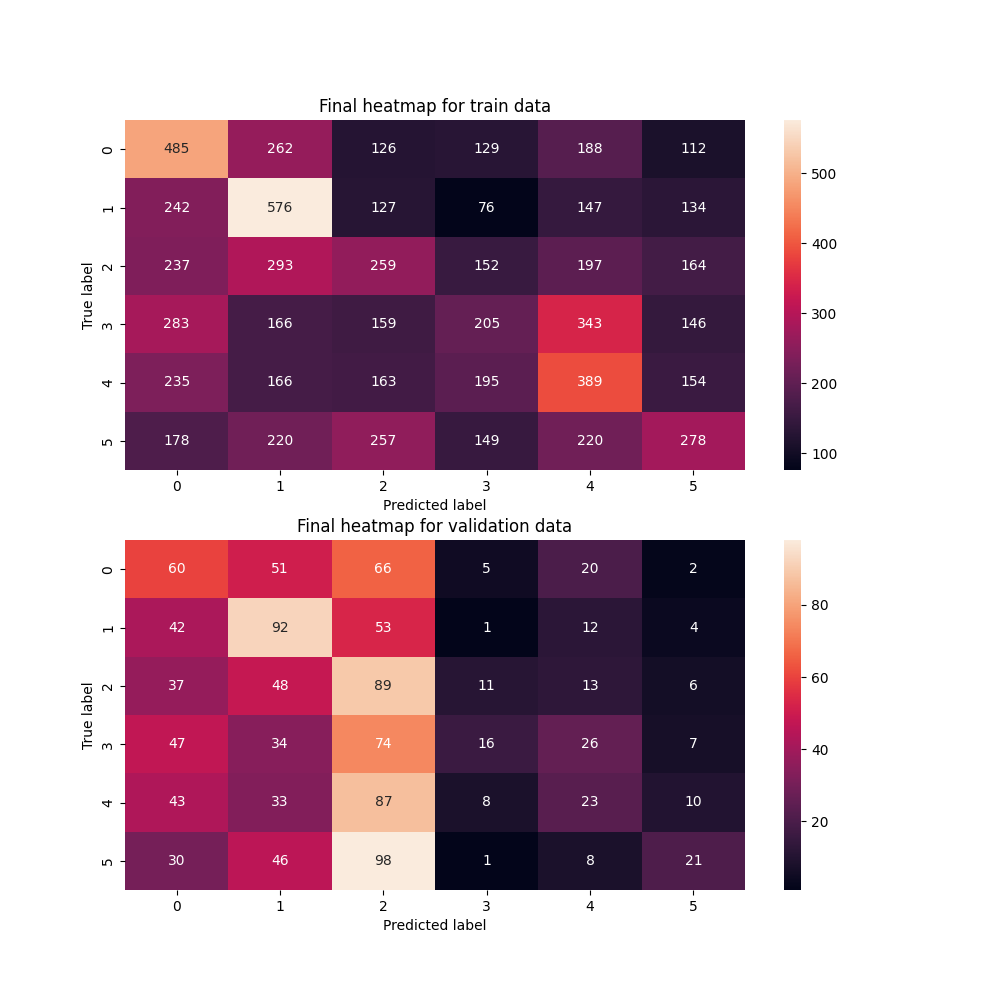 Final heatmap for train data
0 485 262 126 129 188 112
1 242 576 127 76 147 134
2 237 293 259 152 197 164
3 283 166 159 205 343 146
4 235 166 163 195 389 154
5 178 220 257 149 220 278
0 1 2 3 4 5
True label
Predicted label
500
400
300
200
100
Final heatmap for validation data
0 60 51 66 5 20 2
1 42 92 53 1 12 4
2 37 48 89 11 13 6
3 47 34 74 16 26 7
4 43 33 87 8 23 10
5 30 46 98 1 8 21
0 1 2 3 4 5
True label
Predicted label
80
60
40
20